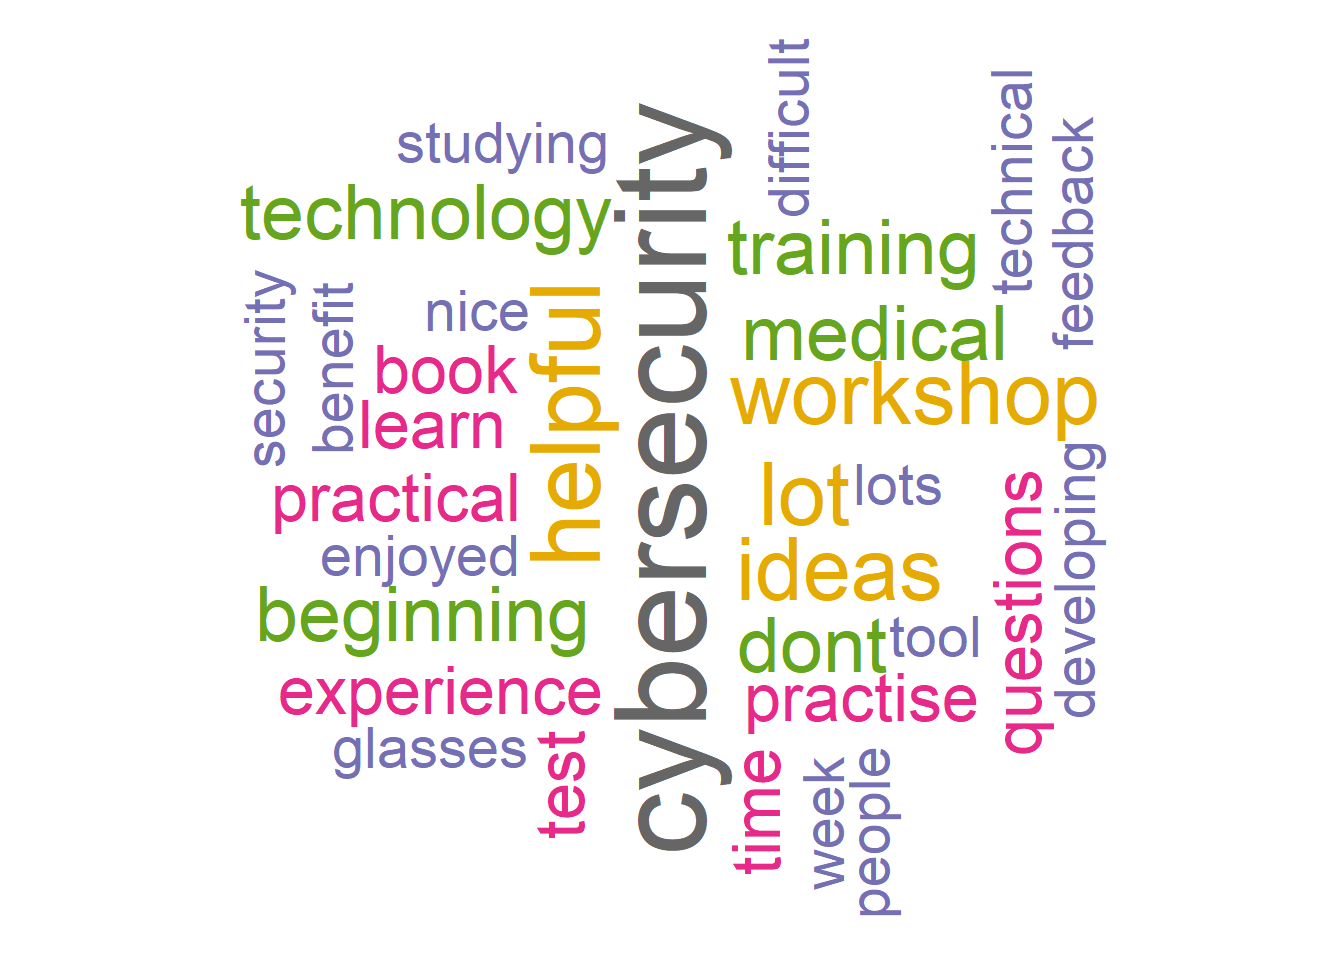 studying
technology
security
benefit
nice
book
learn
practical
enjoyed
beginning
experience
glasses
test
helpful
cybersecurity
difficult
technical
feedback
training
medical
workshop
lot
lots
ideas
dont
tool
practise
questions
developing
time
week
people